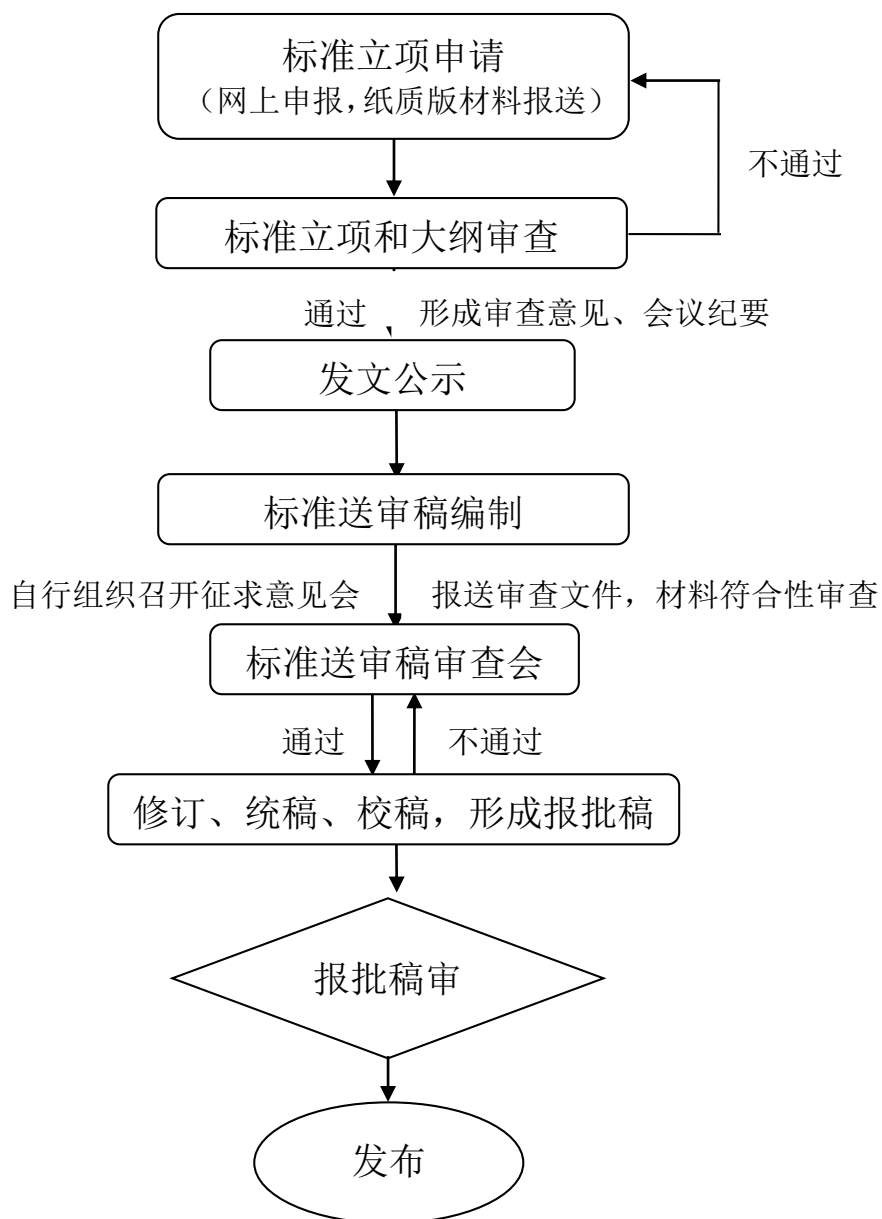 标准立项申请
（网上申报，纸质版材料报送）
不通过
标准立项和大纲审查
通过 形成审查意见、会议纪要
发文公示
标准送审稿编制
自行组织召开征求意见会 报送审查文件，材料符合性审查
标准送审稿审查会
通过 不通过
修订、统稿、校稿，形成报批稿
报批稿审
发布